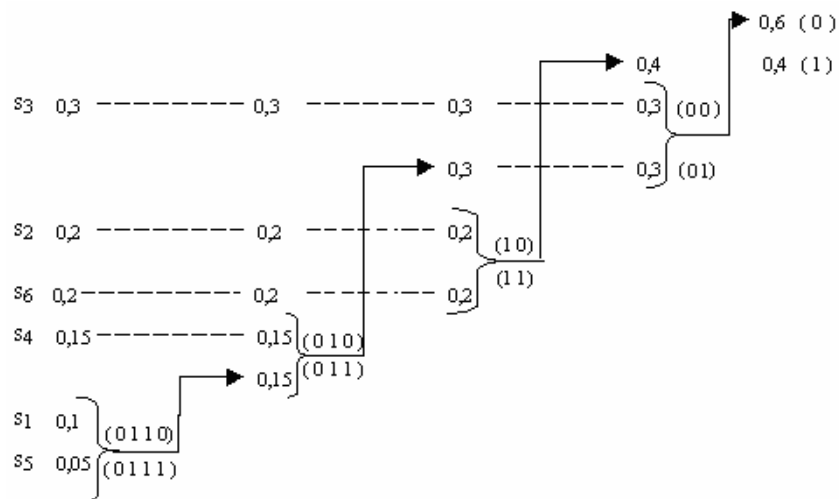 0,6 (0)
0,4 0,4 (1)
s3 0,3 0,3 0,3 0,3 (00)
0,3 0,3 (01)
s2 0,2 0,2 0,2 (10)
(11)
s6 0,2 0,2 0,2
s4 0,15 0,15 (010)
0,15 (011)
s1 0,1 (0110)
s5 0,05 (0111)